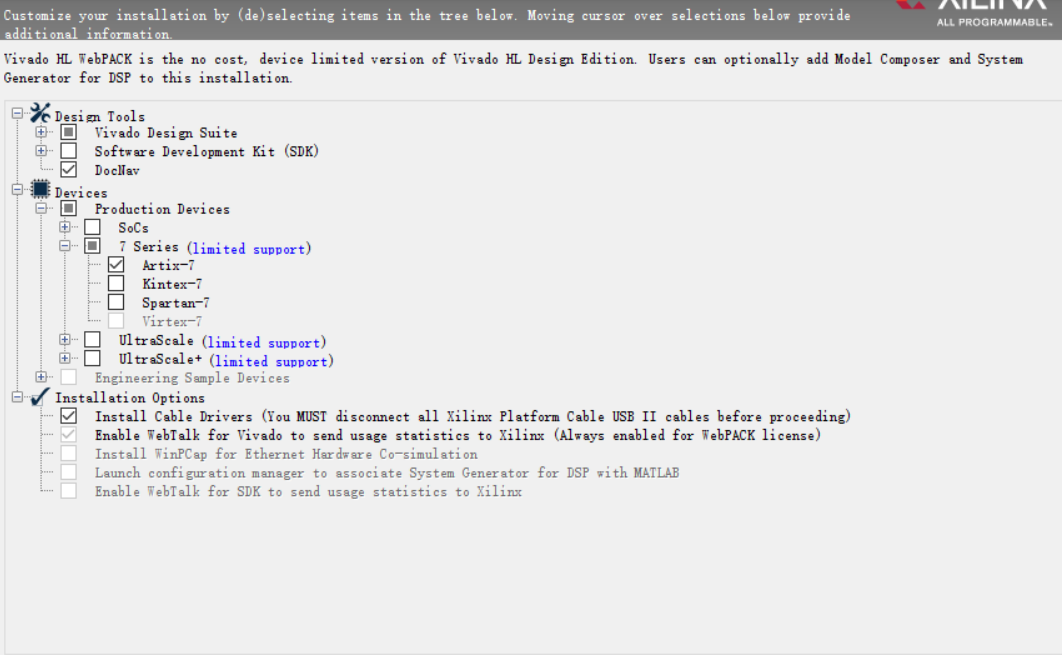 Customize your installation by (de)selecting items in the tree below. Moving cursor over selections below provide
additional information.
XILINX
ALL PROGRAMMABLE.
Vivado HL WebPACK is the no cost, device limited version of Vivado HL Design Edition. Users can optionally add Model Composer and System
Generator for DSP to this installation.
Design Tools
Vivado Design Suite
Software Development Kit (SDK)
DocNav
Devices
Production Devices
SoCs
7 Series (limited support)
Artix-7
Kintex-7
Spartan-7
Virtex-7
UltraScale (limited support)
UltraScale+ (limited support)
Engineering Sample Devices
Installation Options
Install Cable Drivers (You MUST disconnect all Xilinx Platform Cable USB II cables before proceeding)
Enable WebTalk for Vivado to send usage statistics to Xilinx (Always enabled for WebPACK license)
Install WinPCap for Ethernet Hardware Co-simulation
Launch configuration manager to associate System Generator for DSP with MATLAB
Enable WebTalk for SDK to send usage statistics to Xilinx